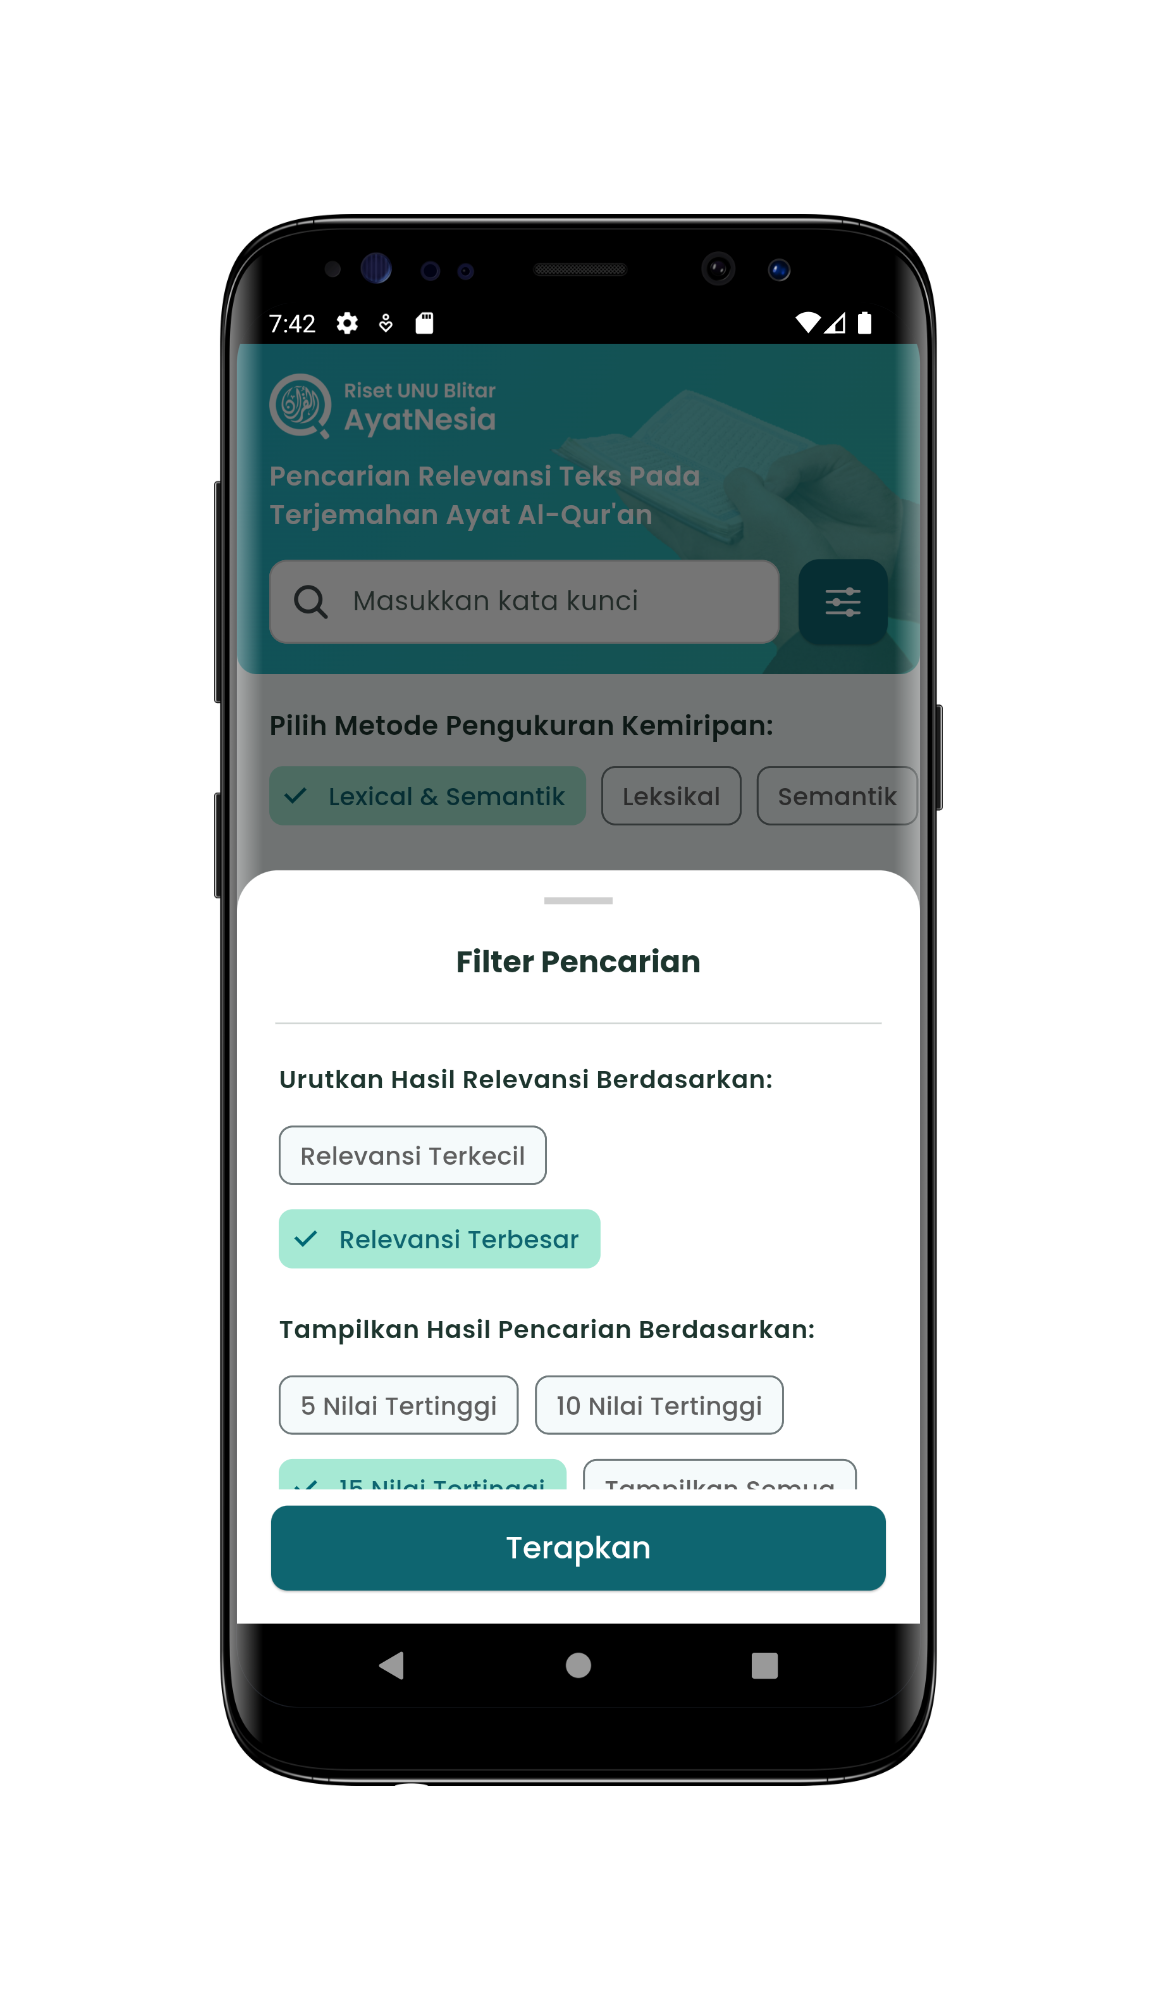 7:42
Riset UNU Blitar
AyatNesia
Pencarian Relevansi Teks Pada
Terjemahan Ayat Al-Qur'an
Masukkan kata kunci
Pilih Metode Pengukuran Kemiripan:
Lexical & Semantik
Leksikal
Semantik
Filter Pencarian
Urutkan Hasil Relevansi Berdasarkan:
Relevansi Terkecil
Relevansi Terbesar
Tampilkan Hasil Pencarian Berdasarkan:
5 Nilai Tertinggi
10 Nilai Tertinggi
15 Nilai Tertinggi
Tampilkan Semua
Terapkan